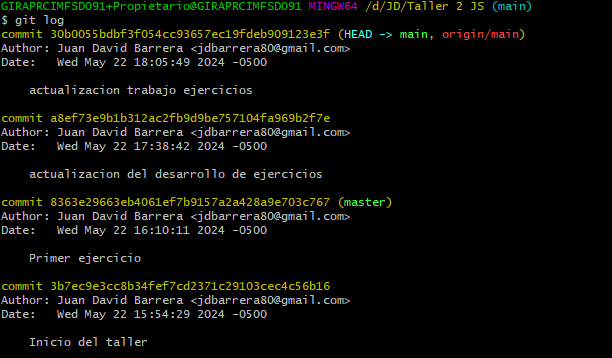 GIRAPRCIMFSD091+Propietario@GIRAPRCIMFSD091 MINGW64 /d/JD/Taller 2 JS (main)
$ git log
commit 30b0055bdbf3f054cc93657ec19fdeb909123e3f (HEAD -> main, origin/main)
Author: Juan David Barrera <jdbarrera80@gmail.com>
Date:   Wed May 22 18:05:49 2024 -0500
actualizacion trabajo ejercicios
commit a8ef73e9b1b312ac2fb9d9be757104fa969b2f7e
Author: Juan David Barrera <jdbarrera80@gmail.com>
Date:   Wed May 22 17:38:42 2024 -0500
actualizacion del desarrollo de ejercicios
commit 8363e29663eb4061ef7b9157a2a428a9e703c767 (master)
Author: Juan David Barrera <jdbarrera80@gmail.com>
Date:   Wed May 22 16:10:11 2024 -0500
Primer ejercicio
commit 3b7ec9e3cc8b34fef7cd2371c29103cec4c56b16
Author: Juan David Barrera <jdbarrera80@gmail.com>
Date:   Wed May 22 15:54:29 2024 -0500
Inicio del taller